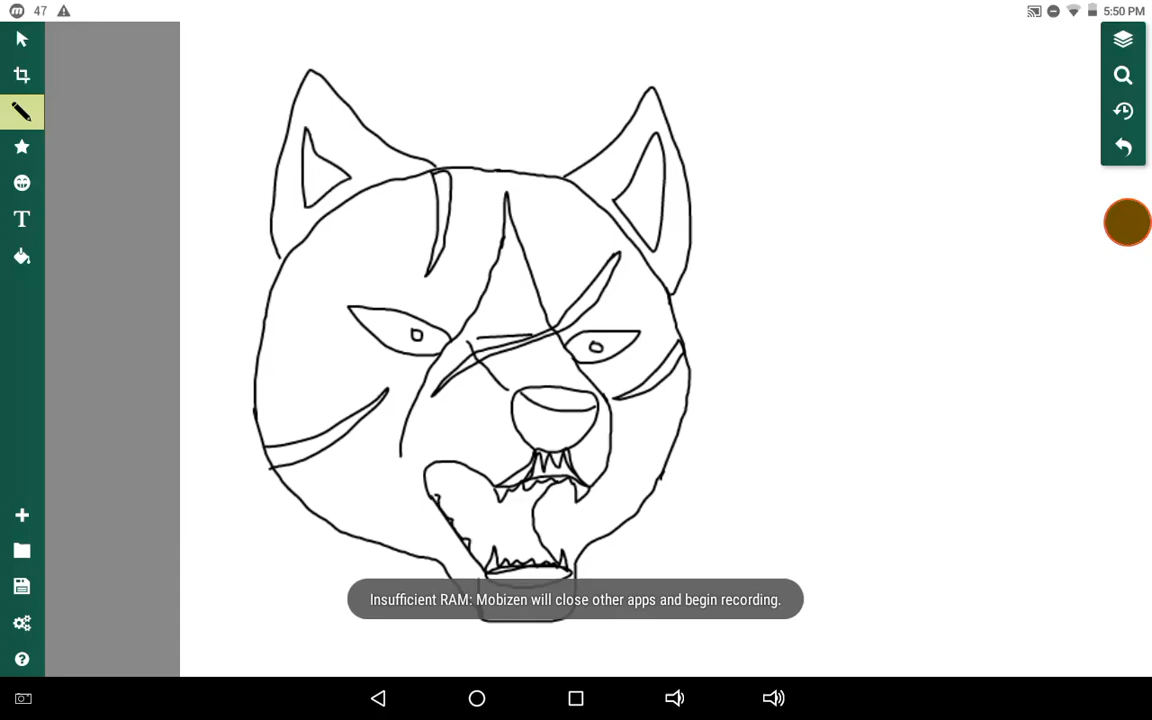 47
5:50 PM
T
Insufficient RAM: Mobizen will close other apps and begin recording.